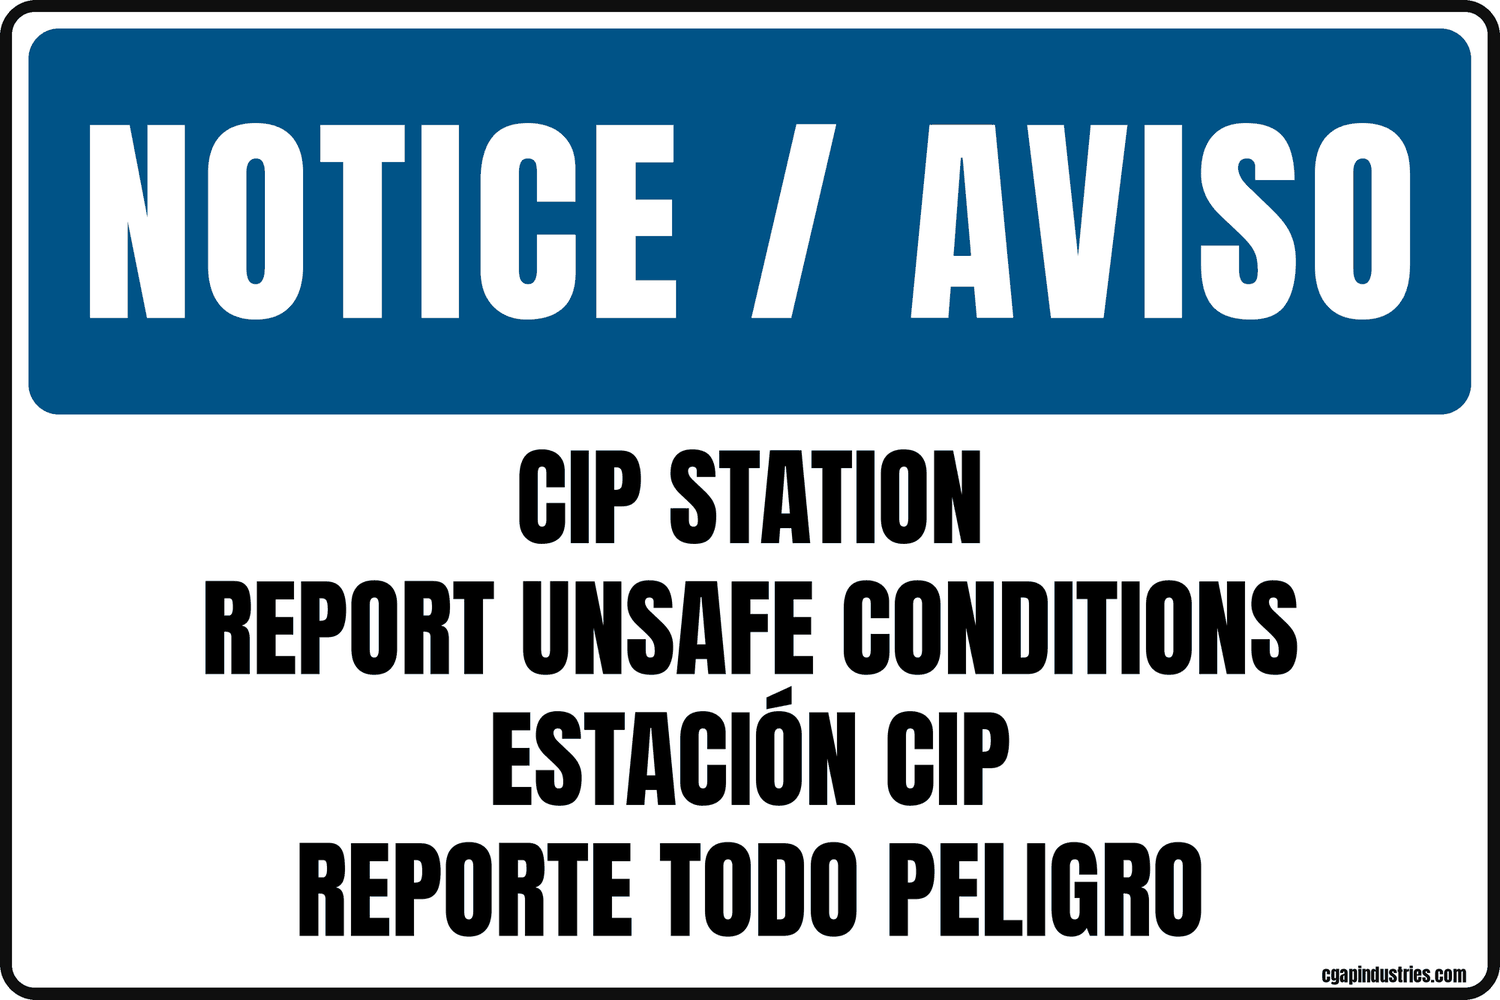 NOTICE / AVISO
CIP STATION
REPORT UNSAFE CONDITIONS
ESTACIÓN CIP
REPORTE TODO PELIGRO
cgapindustries.com